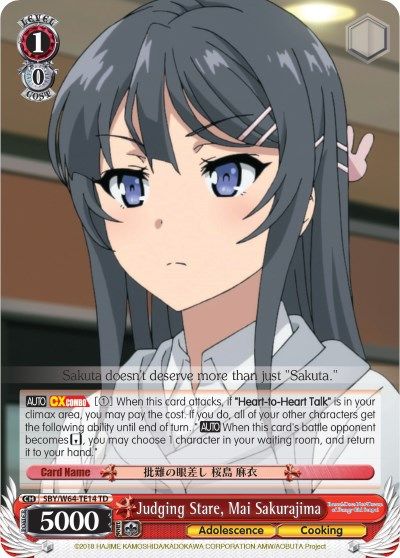 LEVEL
1
0
COST
Sakuta doesn't deserve more than just "Sakuta."
AUTO CXCOMBO [①] When this card attacks, if "Heart-to-Heart Talk" is in your
climax area, you may pay the cost. If you do, all of your other characters get
the following ability until end of turn. "AUTO When this card's battle opponent
becomes [ ], you may choose 1 character in your waiting room, and return
it to your hand."
Card Name 批難の眼差し 桜島 麻衣
CH SBY/W64-TE14 TD
POWER 5000 SOUL Judging Stare, Mai Sakurajima
Adolescence Cooking
©2018 HAJIME KAMOSHIDA/KADOKAWA CORPORATION AMW/AOBUTA Project